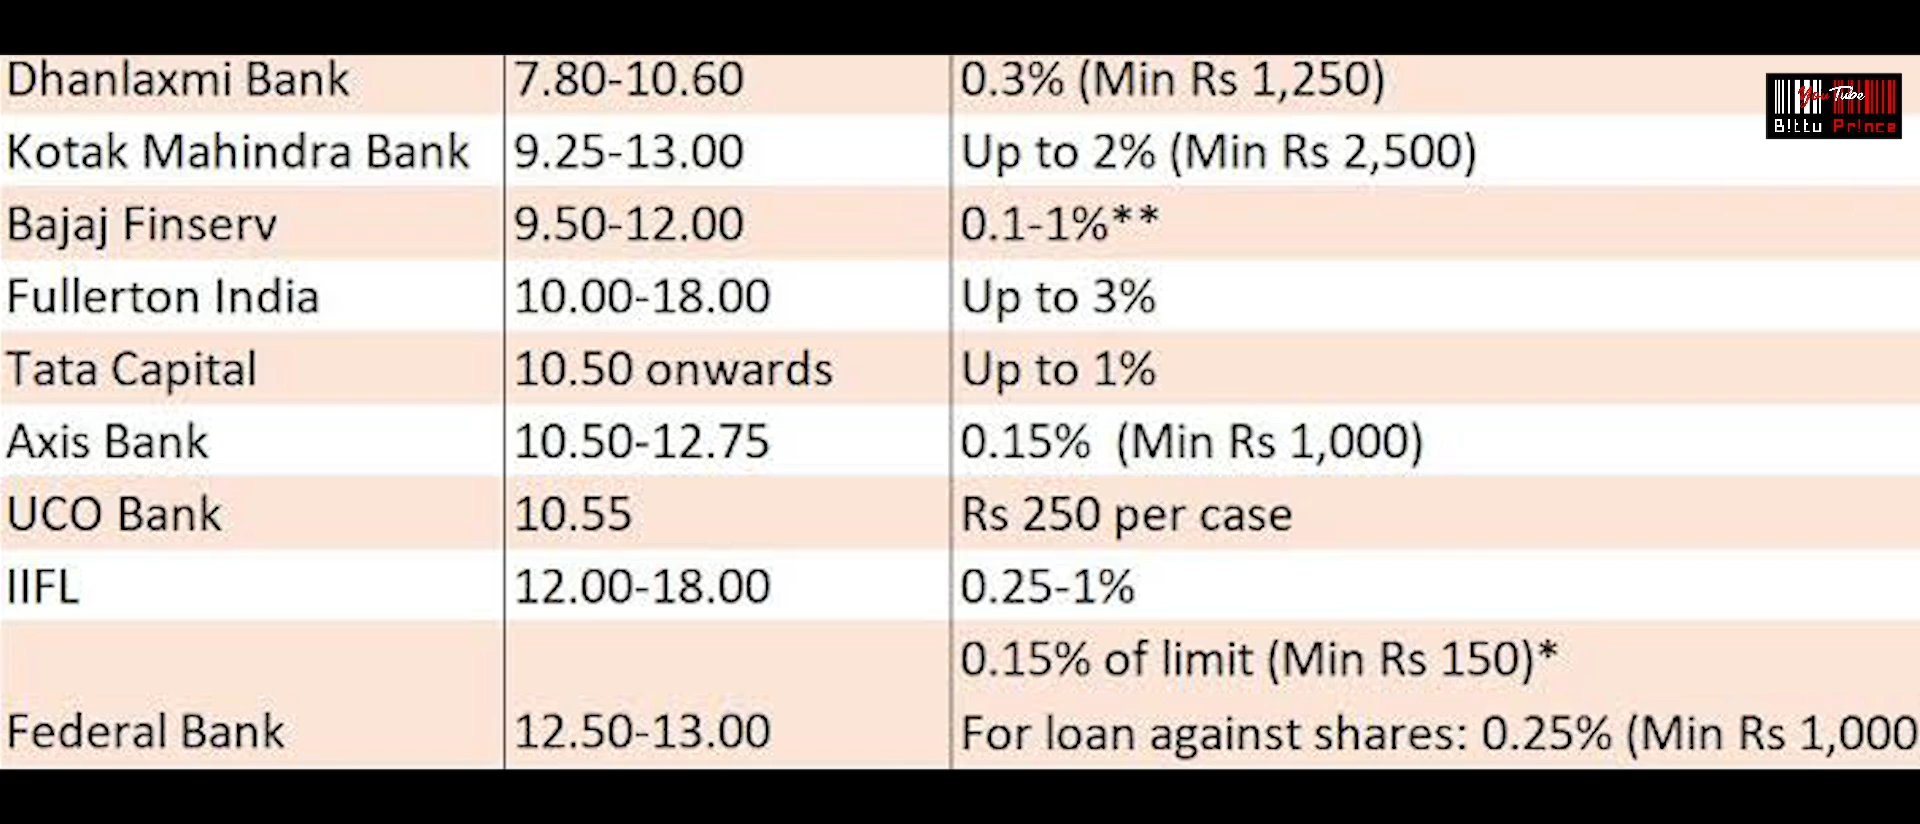 Dhanlaxmi Bank 7.80-10.60 0.3% (Min Rs 1,250)
You Tube
Bittu Prince
Kotak Mahindra Bank 9.25-13.00 Up to 2% (Min Rs 2,500)
Bajaj Finserv 9.50-12.00 0.1-1%**
Fullerton India 10.00-18.00 Up to 3%
Tata Capital 10.50 onwards Up to 1%
Axis Bank 10.50-12.75 0.15% (Min Rs 1,000)
UCO Bank 10.55 Rs 250 per case
IIFL 12.00-18.00 0.25-1%
0.15% of limit (Min Rs 150)*
Federal Bank 12.50-13.00 For loan against shares: 0.25% (Min Rs 1,000